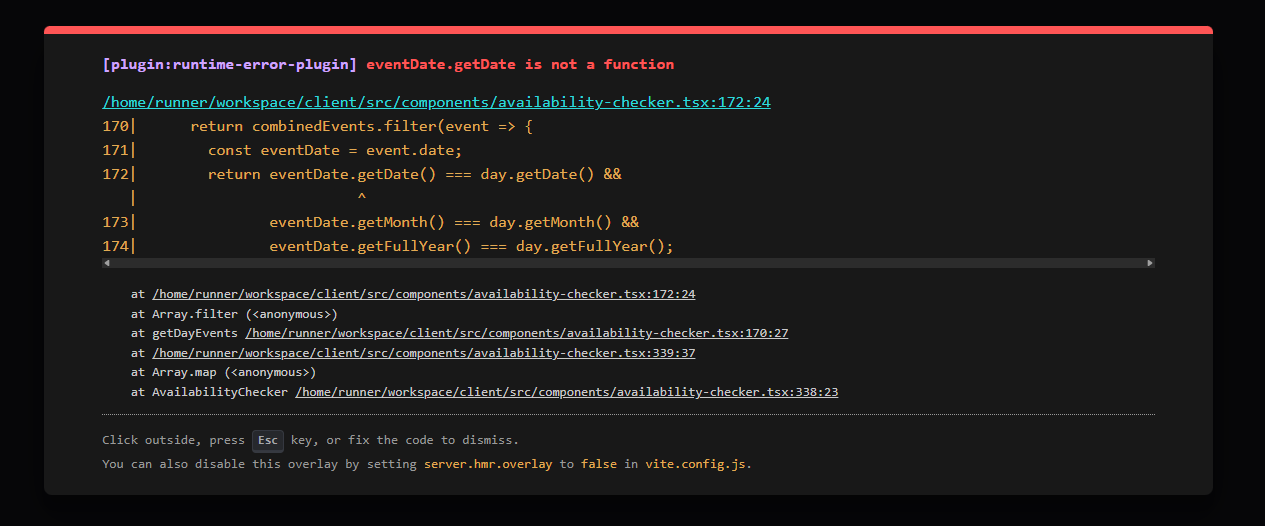 [plugin:runtime-error-plugin] eventDate.getDate is not a function
/home/runner/workspace/client/src/components/availability-checker.tsx:172:24
170|      return combinedEvents.filter(event => {
171|        const eventDate = event.date;
172|        return eventDate.getDate() === day.getDate() &&
   |                         ^
173|               eventDate.getMonth() === day.getMonth() &&
174|               eventDate.getFullYear() === day.getFullYear();
at /home/runner/workspace/client/src/components/availability-checker.tsx:172:24
at Array.filter (<anonymous>)
at getDayEvents /home/runner/workspace/client/src/components/availability-checker.tsx:170:27
at /home/runner/workspace/client/src/components/availability-checker.tsx:339:37
at Array.map (<anonymous>)
at AvailabilityChecker /home/runner/workspace/client/src/components/availability-checker.tsx:338:23
Click outside, press Esc key, or fix the code to dismiss.
You can also disable this overlay by setting server.hmr.overlay to false in vite.config.js.